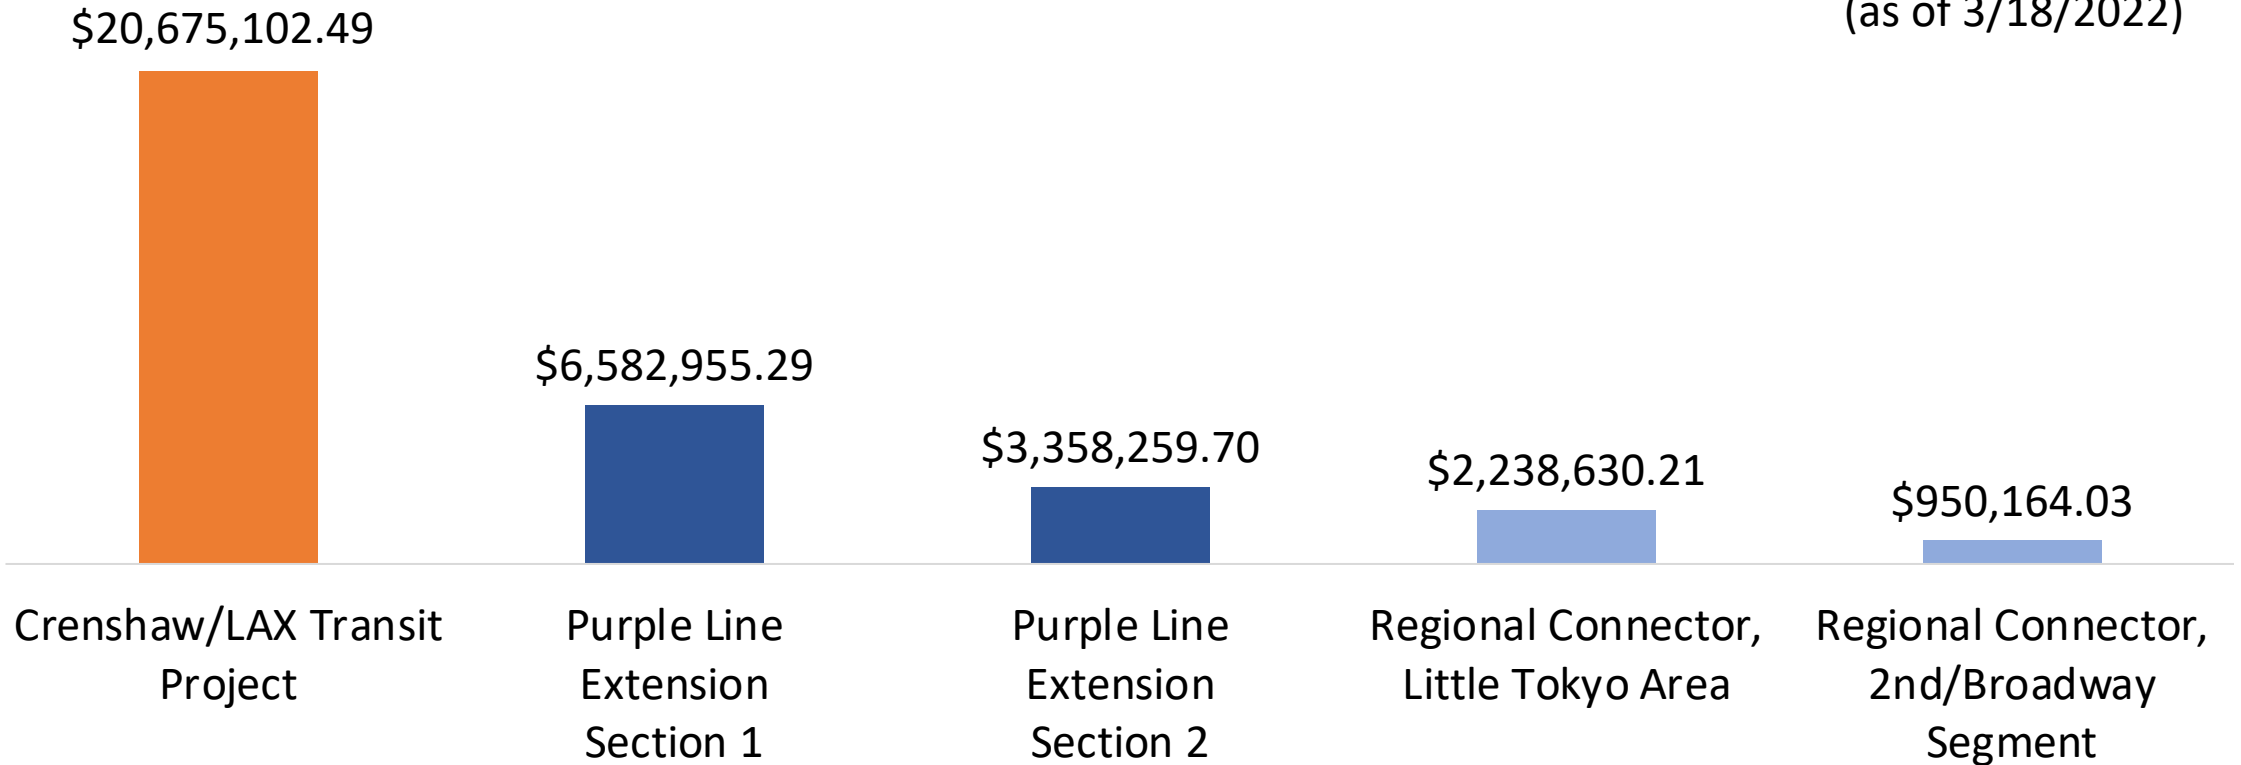 (as of 3/18/2022)
$20,675,102.49
$6,582,955.29
$3,358,259.70
$2,238,630.21
$950,164.03
Crenshaw/LAX Transit
Project
Purple Line
Extension
Section 1
Purple Line
Extension
Section 2
Regional Connector,
Little Tokyo Area
Regional Connector,
2nd/Broadway
Segment